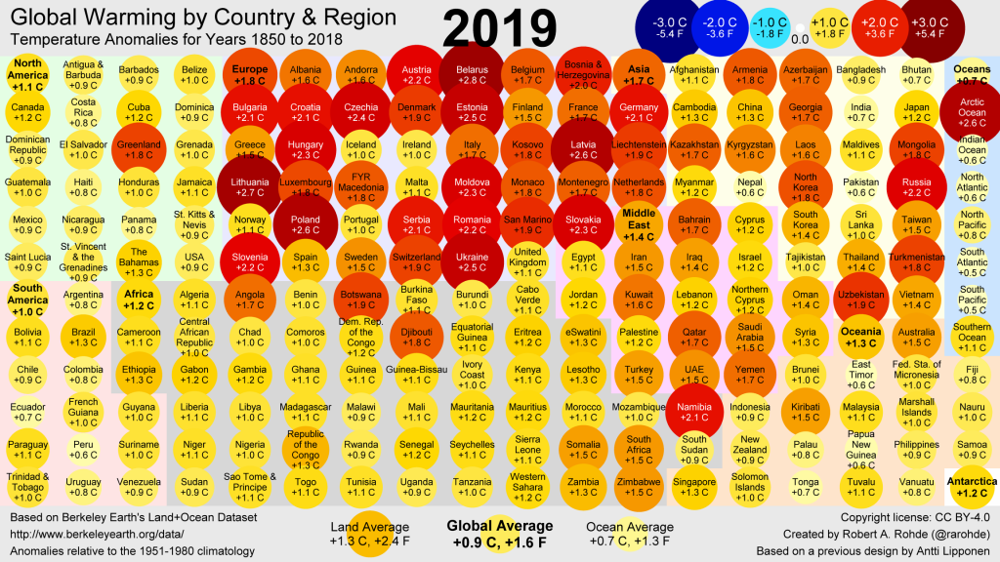 Global Warming by Country & Region
Temperature Anomalies for Years 1850 to 2018
2019
-3.0 C
-5.4 F
-2.0 C
-3.6 F
-1.0 C
-1.8 F
0.0
+1.0 C
+1.8 F
+2.0 C
+3.6 F
+3.0 C
+5.4 F
North
America
+1.1 C
Antigua &
Barbuda
+0.9 C
Barbados
+0.9 C
Belize
+1.0 C
Europe
+1.8 C
Albania
+1.6 C
Andorra
+1.6 C
Austria
+2.2 C
Belarus
+2.8 C
Belgium
+1.7 C
Bosnia &
Herzegovina
+2.0 C
Asia
+1.7 C
Afghanistan
+1.1 C
Armenia
+1.8 C
Azerbaijan
+1.7 C
Bangladesh
+0.9 C
Bhutan
+0.7 C
Oceans
+0.7 C
Canada
+1.2 C
Costa
Rica
+0.8 C
Cuba
+1.2 C
Dominica
+0.9 C
Bulgaria
+2.1 C
Croatia
+2.1 C
Czechia
+2.4 C
Denmark
+1.9 C
Estonia
+2.5 C
Finland
+1.5 C
France
+1.7 C
Germany
+2.1 C
Cambodia
+1.3 C
China
+1.3 C
Georgia
+1.7 C
India
+0.7 C
Japan
+1.2 C
Arctic
Ocean
+2.6 C
Dominican
Republic
+0.9 C
El Salvador
+1.0 C
Greenland
+1.8 C
Grenada
+1.0 C
Greece
+1.5 C
Hungary
+2.3 C
Iceland
+1.0 C
Ireland
+1.0 C
Italy
+1.7 C
Kosovo
+1.8 C
Latvia
+2.6 C
Liechtenstein
+1.9 C
Kazakhstan
+1.7 C
Kyrgyzstan
+1.6 C
Laos
+1.6 C
Maldives
+1.1 C
Mongolia
+1.8 C
Indian
Ocean
+0.6 C
Guatemala
+1.0 C
Haiti
+0.8 C
Honduras
+1.0 C
Jamaica
+1.1 C
Lithuania
+2.7 C
Luxembourg
+1.8 C
FYR
Macedonia
+1.8 C
Malta
+1.1 C
Moldova
+2.3 C
Monaco
+1.8 C
Montenegro
+1.7 C
Netherlands
+1.8 C
Myanmar
+1.2 C
Nepal
+0.6 C
North
Korea
+1.8 C
Pakistan
+0.6 C
Russia
+2.2 C
North
Atlantic
+0.6 C
Mexico
+0.9 C
Nicaragua
+0.9 C
Panama
+0.8 C
St. Kitts &
Nevis
+0.9 C
Norway
+1.1 C
Poland
+2.6 C
Portugal
+1.0 C
Serbia
+2.1 C
Romania
+2.2 C
San Marino
+1.9 C
Slovakia
+2.3 C
Middle
East
+1.4 C
Bahrain
+1.7 C
Cyprus
+1.2 C
South
Korea
+1.4 C
Sri
Lanka
+1.0 C
Taiwan
+1.5 C
North
Pacific
+0.8 C
Saint Lucia
+0.9 C
St. Vincent
& the
Grenadines
+0.9 C
The
Bahamas
+1.3 C
USA
+0.9 C
Slovenia
+2.2 C
Spain
+1.3 C
Sweden
+1.5 C
Switzerland
+1.9 C
Ukraine
+2.5 C
United
Kingdom
+1.1 C
Egypt
+1.1 C
Iran
+1.5 C
Iraq
+1.4 C
Israel
+1.2 C
Tajikistan
+1.0 C
Thailand
+1.4 C
Turkmenistan
+1.8 C
South
Atlantic
+0.5 C
South
America
+1.0 C
Argentina
+0.8 C
Africa
+1.2 C
Algeria
+1.1 C
Angola
+1.7 C
Benin
+1.0 C
Botswana
+1.9 C
Burkina
Faso
+1.1 C
Burundi
+1.0 C
Cabo
Verde
+1.1 C
Jordan
+1.2 C
Kuwait
+1.6 C
Lebanon
+1.2 C
Northern
Cyprus
+1.2 C
Oman
+1.4 C
Uzbekistan
+1.9 C
Vietnam
+1.4 C
South
Pacific
+0.5 C
Bolivia
+1.1 C
Brazil
+1.3 C
Cameroon
+1.1 C
Central
African
Republic
+1.0 C
Chad
+1.0 C
Comoros
+1.0 C
Dem. Rep.
of the
Congo
+1.2 C
Djibouti
+1.8 C
Equatorial
Guinea
+1.1 C
Eritrea
+1.2 C
eSwatini
+1.3 C
Palestine
+1.2 C
Qatar
+1.7 C
Saudi
Arabia
+1.5 C
Syria
+1.3 C
Oceania
+1.3 C
Australia
+1.5 C
Southern
Ocean
+1.1 C
Chile
+0.9 C
Colombia
+0.8 C
Ethiopia
+1.3 C
Gabon
+1.2 C
Gambia
+1.2 C
Ghana
+1.1 C
Guinea
+1.1 C
Guinea-Bissau
+1.1 C
Ivory
Coast
+1.0 C
Kenya
+1.1 C
Lesotho
+1.3 C
Turkey
+1.5 C
UAE
+1.5 C
Yemen
+1.7 C
Brunei
+1.0 C
East
Timor
+0.6 C
Fed. Sta. of
Micronesia
+1.0 C
Fiji
+0.8 C
Ecuador
+0.7 C
French
Guiana
+1.0 C
Guyana
+1.0 C
Liberia
+1.1 C
Libya
+1.0 C
Madagascar
+1.1 C
Malawi
+0.9 C
Mali
+1.1 C
Mauritania
+1.2 C
Mauritius
+1.2 C
Morocco
+1.1 C
Mozambique
+1.0 C
Namibia
+2.1 C
Indonesia
+0.9 C
Kiribati
+1.5 C
Malaysia
+1.1 C
Marshall
Islands
+1.0 C
Nauru
+1.0 C
Paraguay
+1.1 C
Peru
+0.6 C
Suriname
+1.0 C
Niger
+1.1 C
Nigeria
+1.0 C
Republic
of the
Congo
+1.3 C
Rwanda
+0.9 C
Senegal
+1.2 C
Seychelles
+1.1 C
Sierra
Leone
+1.1 C
Somalia
+1.5 C
South
Africa
+1.5 C
South
Sudan
+0.9 C
New
Zealand
+0.9 C
Palau
+0.8 C
Papua
New
Guinea
+0.6 C
Philippines
+0.9 C
Samoa
+0.9 C
Trinidad &
Tobago
+1.0 C
Uruguay
+0.8 C
Venezuela
+0.9 C
Sudan
+0.9 C
Sao Tome &
Principe
+1.1 C
Togo
+1.1 C
Tunisia
+1.1 C
Uganda
+0.9 C
Tanzania
+1.0 C
Western
Sahara
+1.2 C
Zambia
+1.3 C
Zimbabwe
+1.5 C
Singapore
+1.3 C
Solomon
Islands
+1.0 C
Tonga
+0.7 C
Tuvalu
+1.1 C
Vanuatu
+0.8 C
Antarctica
+1.2 C
Based on Berkeley Earth's Land+Ocean Dataset
http://www.berkeleyearth.org/data/
Anomalies relative to the 1951-1980 climatology
Land Average
+1.3 C, +2.4 F
Global Average
+0.9 C, +1.6 F
Ocean Average
+0.7 C, +1.3 F
Copyright license: CC BY-4.0
Created by Robert A. Rohde (@rarohde)
Based on a previous design by Antti Lipponen